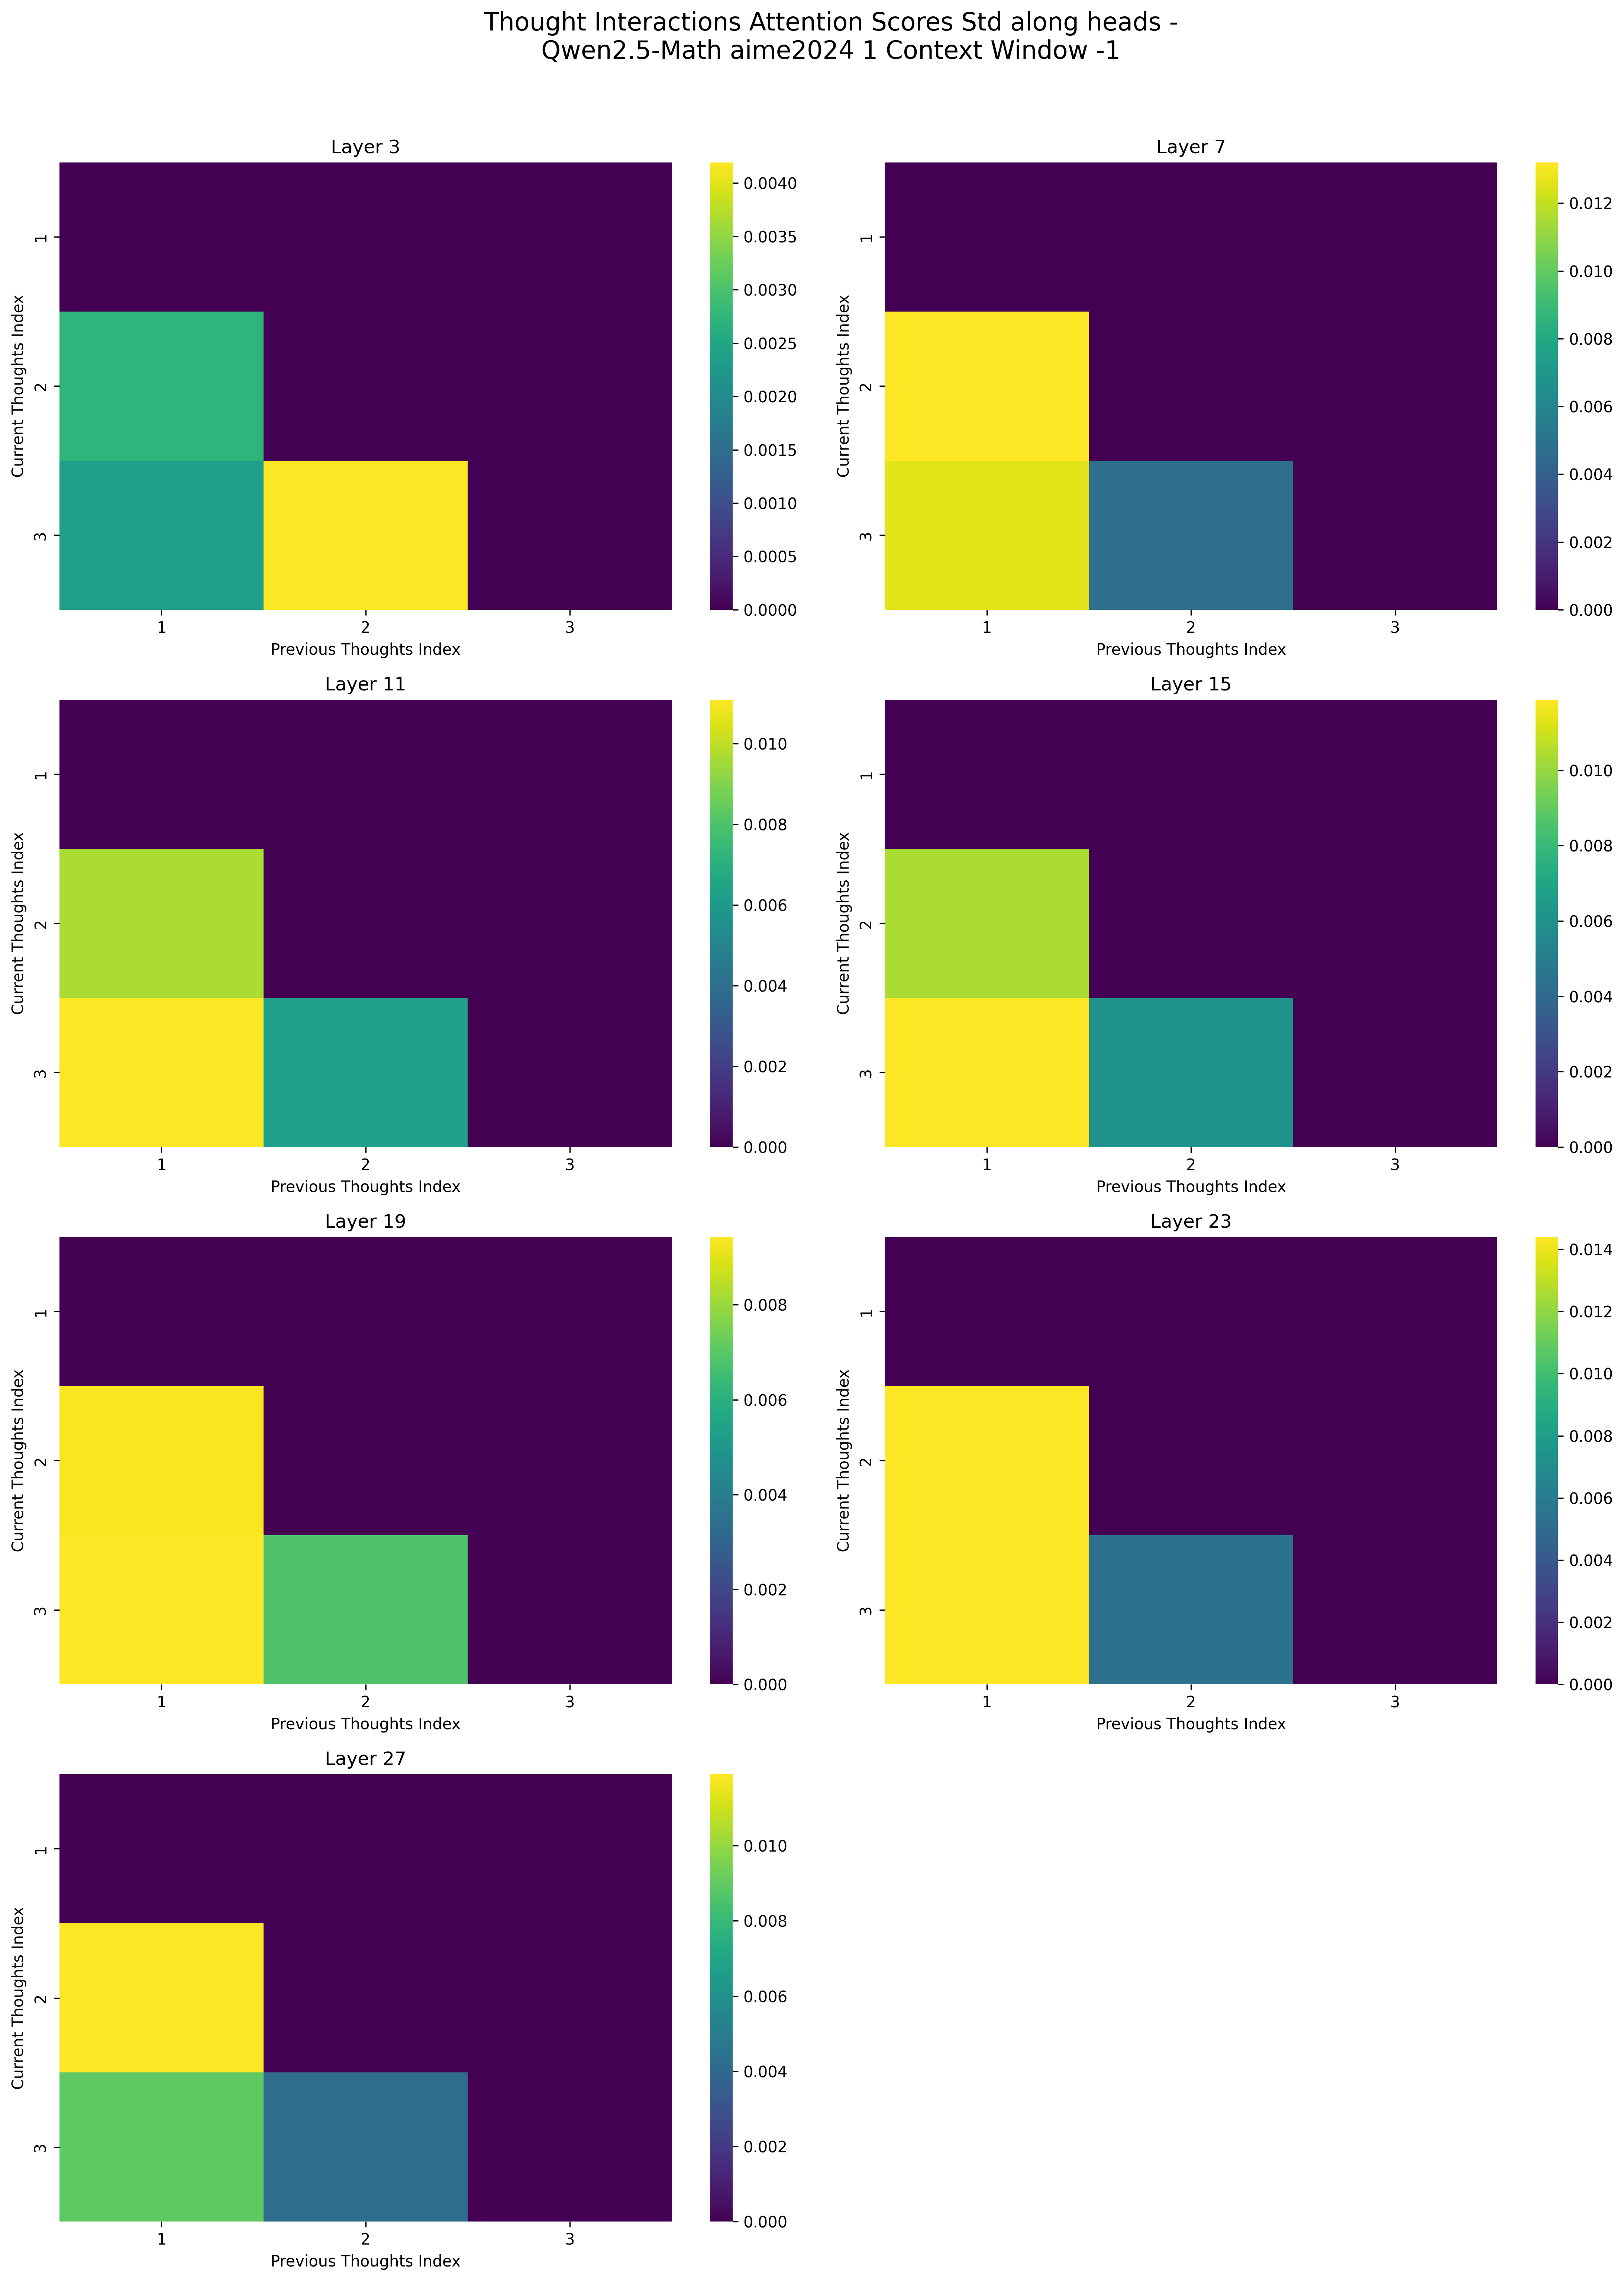 Thought Interactions Attention Scores Std along heads -
Qwen2.5-Math aime2024 1 Context Window -1
Layer 3
Current Thoughts Index
1
2
3
1 2 3
Previous Thoughts Index
0.0040
0.0035
0.0030
0.0025
0.0020
0.0015
0.0010
0.0005
0.0000
Layer 7
Current Thoughts Index
1
2
3
1 2 3
Previous Thoughts Index
0.012
0.010
0.008
0.006
0.004
0.002
0.000
Layer 11
Current Thoughts Index
1
2
3
1 2 3
Previous Thoughts Index
0.010
0.008
0.006
0.004
0.002
0.000
Layer 15
Current Thoughts Index
1
2
3
1 2 3
Previous Thoughts Index
0.010
0.008
0.006
0.004
0.002
0.000
Layer 19
Current Thoughts Index
1
2
3
1 2 3
Previous Thoughts Index
0.008
0.006
0.004
0.002
0.000
Layer 23
Current Thoughts Index
1
2
3
1 2 3
Previous Thoughts Index
0.014
0.012
0.010
0.008
0.006
0.004
0.002
0.000
Layer 27
Current Thoughts Index
1
2
3
1 2 3
Previous Thoughts Index
0.010
0.008
0.006
0.004
0.002
0.000